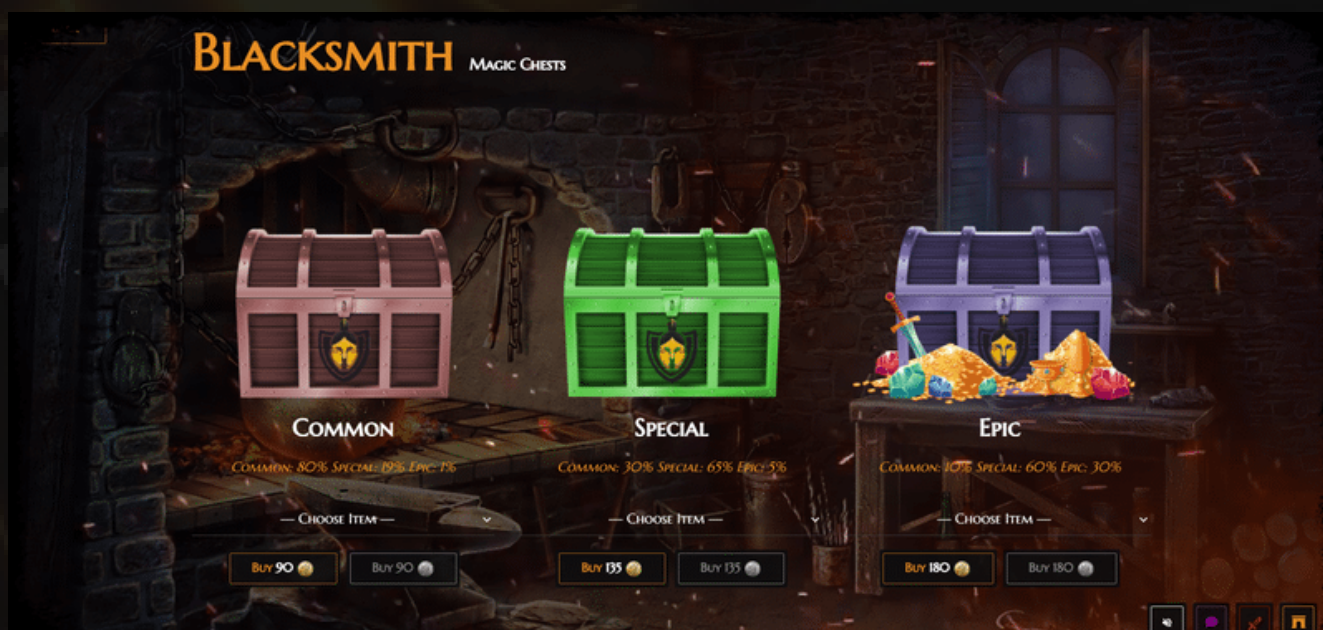 Blacksmith Magic Chests
Common
Special
Epic
Common: 80% Special: 19% Epic: 1%
Common: 30% Special: 65% Epic: 5%
Common: 10% Special: 60% Epic: 30%
— Choose Item —
— Choose Item —
— Choose Item —
Buy 90
Buy 90
Buy 135
Buy 135
Buy 180
Buy 180